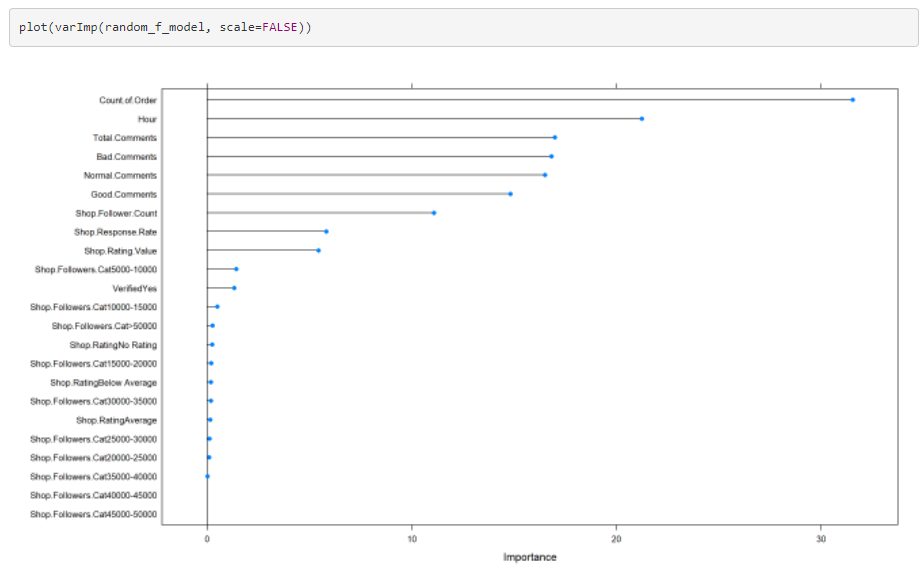 plot(varImp(random_f_model, scale=FALSE))
Count.of.Order
Hour
Total.Comments
Bad.Comments
Normal.Comments
Good.Comments
Shop.Follower.Count
Shop.Response.Rate
Shop.Rating.Value
Shop.Followers.Cat5000-10000
VerifiedYes
Shop.Followers.Cat10000-15000
Shop.Followers.Cat>50000
Shop.RatingNo Rating
Shop.Followers.Cat15000-20000
Shop.RatingBelow Average
Shop.Followers.Cat30000-35000
Shop.RatingAverage
Shop.Followers.Cat25000-30000
Shop.Followers.Cat20000-25000
Shop.Followers.Cat35000-40000
Shop.Followers.Cat40000-45000
Shop.Followers.Cat45000-50000
0 10 20 30
Importance